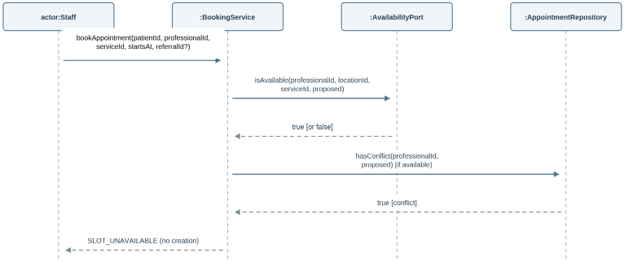 actor:Staff
:BookingService
:AvailabilityPort
:AppointmentRepository
bookAppointment(patientId, professionalId,
serviceId, startsAt, referralId?)
isAvailable(professionalId, locationId,
serviceId, proposed)
true [or false]
hasConflict(professionalId,
proposed) [if available)
true [conflict]
SLOT_UNAVAILABLE (no creation)